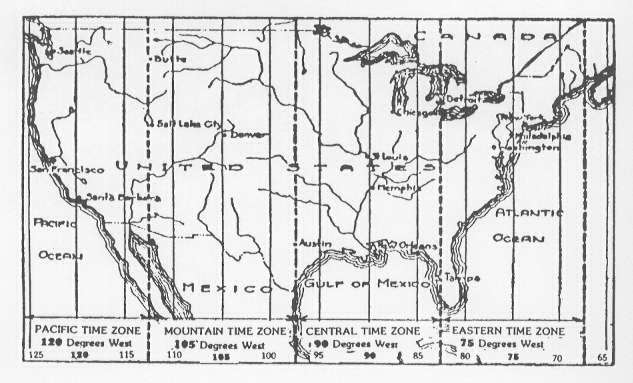 CANADA
Seattle
Butte
Detroit
Chicago
New York
Philadelphia
Washington
Salt Lake City
Denver
St Louis
UNITED STATES
San Francisco
Memphis
Santa Barbara
ATLANTIC
OCEAN
PACIFIC
OCEAN
Austin
New Orleans
Tampa
MEXICO
GULF OF MEXICO
PACIFIC TIME ZONE
120 Degrees West
MOUNTAIN TIME ZONE
105 Degrees West
CENTRAL TIME ZONE
90 Degrees West
EASTERN TIME ZONE
75 Degrees West
125 120 110 105 100 95 90 80 75 65